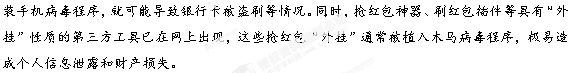 装手机病毒程序，就可能导致银行卡被盗刷等情况。同时，抢红包神器、刷红包插件等具有“外
挂”性质的第三方工具已在网上出现，这些抢红包“外挂”通常被植入木马病毒程序，极易造
成个人信息泄露和财产损失。